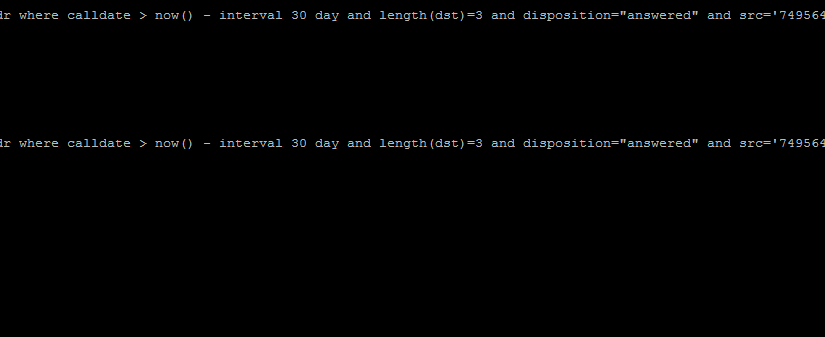 dr where calldate > now() - interval 30 day and length(dst)=3 and disposition="answered" and src='749564
dr where calldate > now() - interval 30 day and length(dst)=3 and disposition="answered" and src='749564